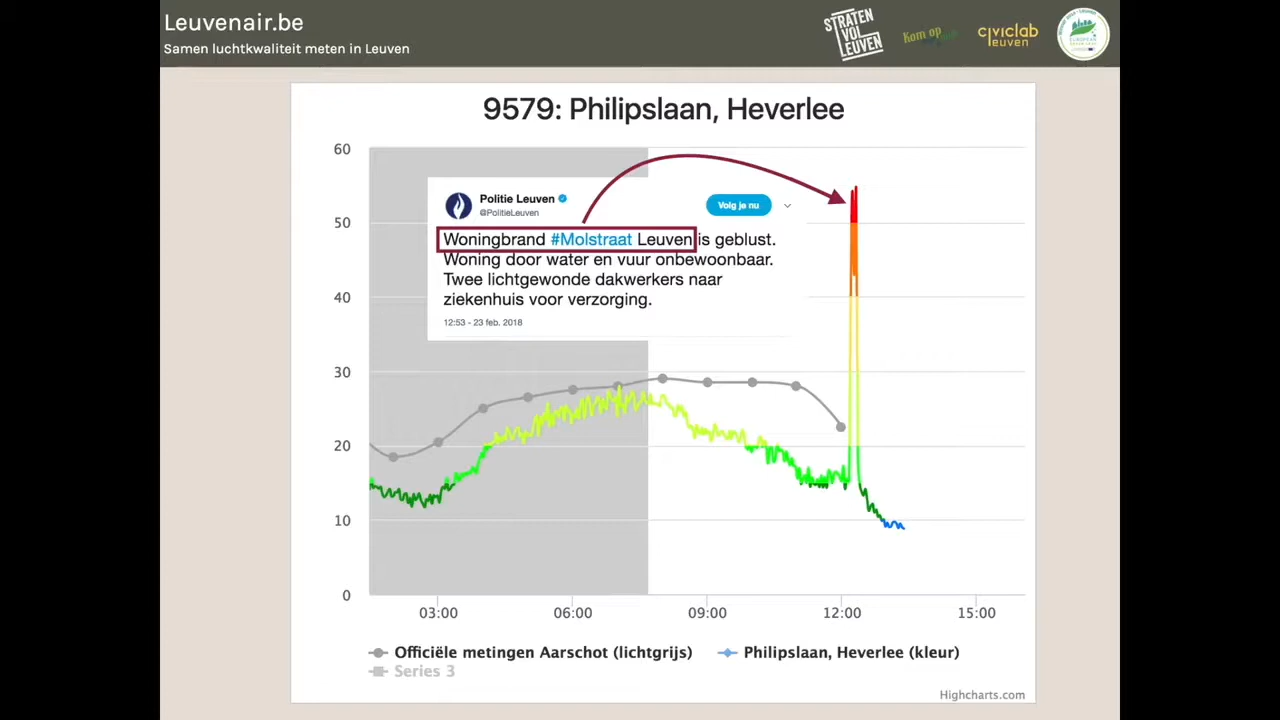 Leuvenair.be
Samen luchtkwaliteit meten in Leuven
STRATEN
VOL
LEUVEN
Kom op
civiclab
leuven
9579: Philipslaan, Heverlee
60
50
40
30
20
10
0
Politie Leuven
@PolitieLeuven
Volg je nu
Woningbrand #Molstraat Leuven is geblust.
Woning door water en vuur onbewoonbaar.
Twee lichtgewonde dakwerkers naar
ziekenhuis voor verzorging.
12:53 - 23 feb. 2018
03:00
06:00
09:00
12:00
15:00
Officiële metingen Aarschot (lichtgrijs)
Philipslaan, Heverlee (kleur)
Series 3
Highcharts.com